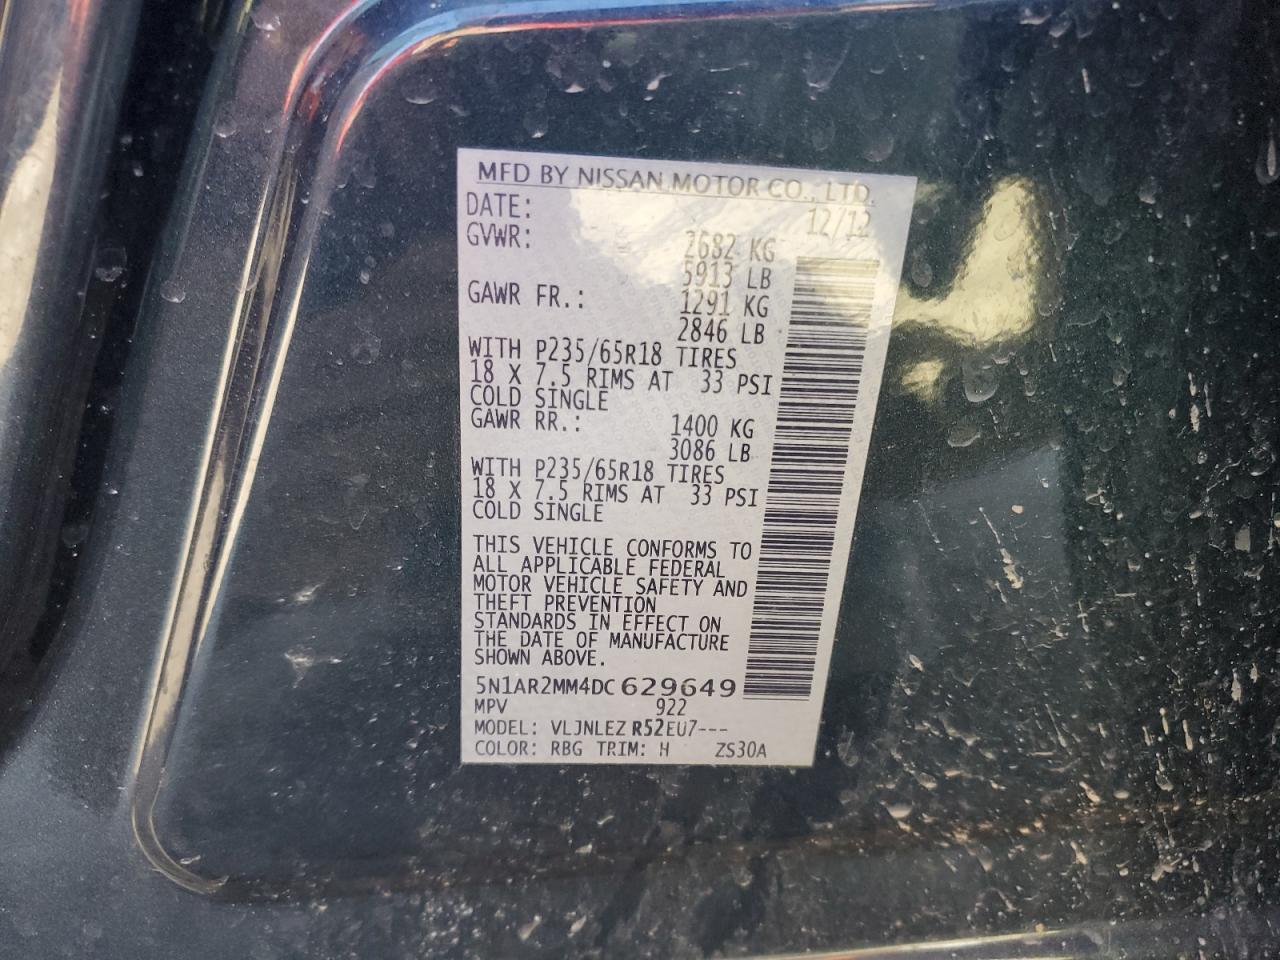 MFD BY NISSAN MOTOR CO., LTD.
DATE: 12/12
GVWR: 2682 KG
5913 LB
GAWR FR.: 1291 KG
2846 LB
WITH P235/65R18 TIRES
18 X 7.5 RIMS AT 33 PSI
COLD SINGLE
GAWR RR.: 1400 KG
3086 LB
WITH P235/65R18 TIRES
18 X 7.5 RIMS AT 33 PSI
COLD SINGLE
THIS VEHICLE CONFORMS TO
ALL APPLICABLE FEDERAL
MOTOR VEHICLE SAFETY AND
THEFT PREVENTION
STANDARDS IN EFFECT ON
THE DATE OF MANUFACTURE
SHOWN ABOVE.
5N1AR2MM4DC629649
MPV 922
MODEL: VLJNLEZ R52EU7---
COLOR: RBG TRIM: H ZS30A